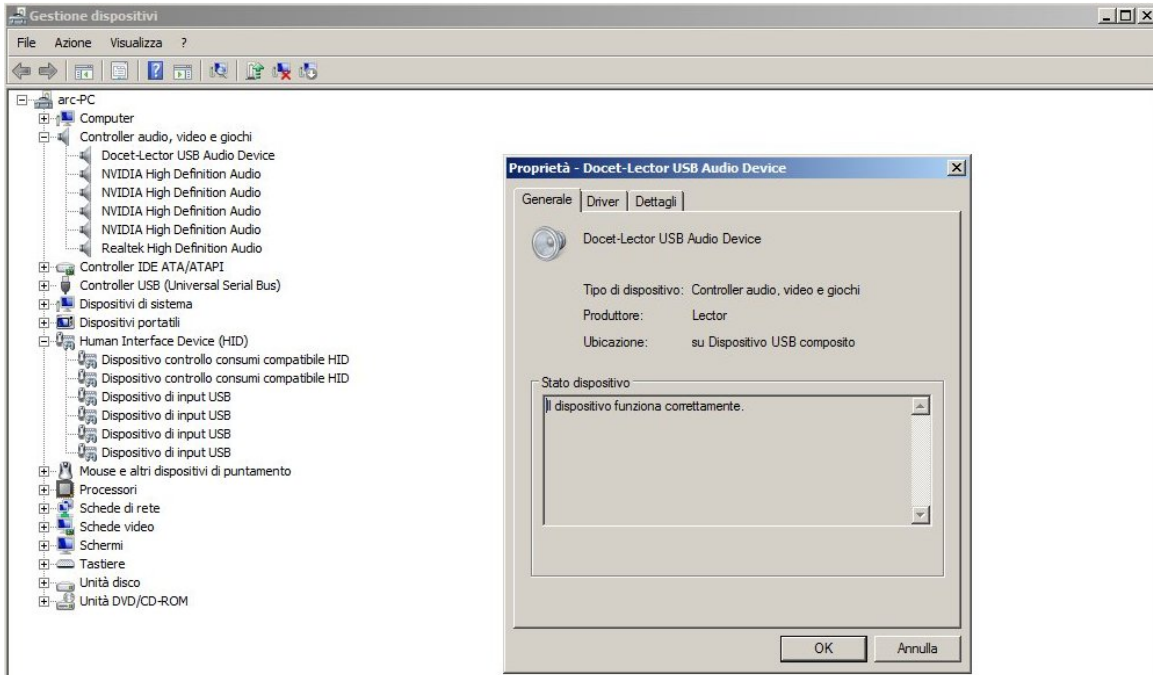 Gestione dispositivi
File Azione Visualizza ?
arc-PC
Computer
Controller audio, video e giochi
Docet-Lector USB Audio Device
NVIDIA High Definition Audio
NVIDIA High Definition Audio
NVIDIA High Definition Audio
NVIDIA High Definition Audio
Realtek High Definition Audio
Controller IDE ATA/ATAPI
Controller USB (Universal Serial Bus)
Dispositivi di sistema
Dispositivi portatili
Human Interface Device (HID)
Dispositivo controllo consumi compatibile HID
Dispositivo controllo consumi compatibile HID
Dispositivo di input USB
Dispositivo di input USB
Dispositivo di input USB
Dispositivo di input USB
Mouse e altri dispositivi di puntamento
Processori
Schede di rete
Schede video
Schermi
Tastiere
Unità disco
Unità DVD/CD-ROM
Proprietà - Docet-Lector USB Audio Device
Generale Driver Dettagli
Docet-Lector USB Audio Device
Tipo di dispositivo: Controller audio, video e giochi
Produttore: Lector
Ubicazione: su Dispositivo USB composito
Stato dispositivo
Il dispositivo funziona correttamente.
OK Annulla